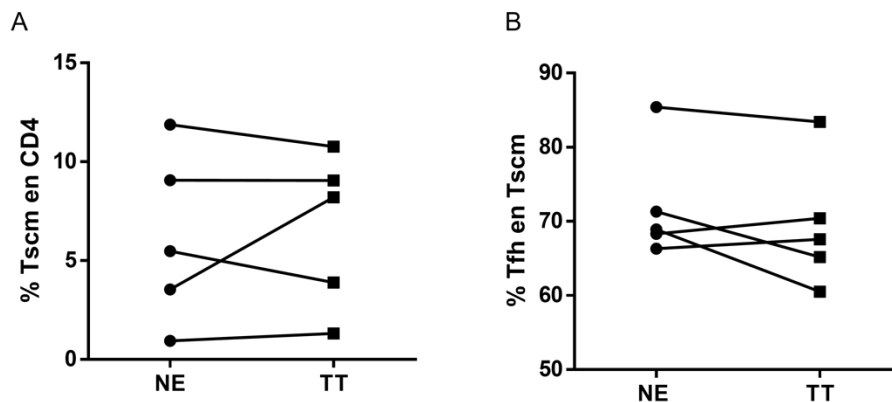 A
% Tscm en CD4
15
10
5
0
NE
TT
B
% Tfh en Tscm
90
80
70
60
50
NE
TT